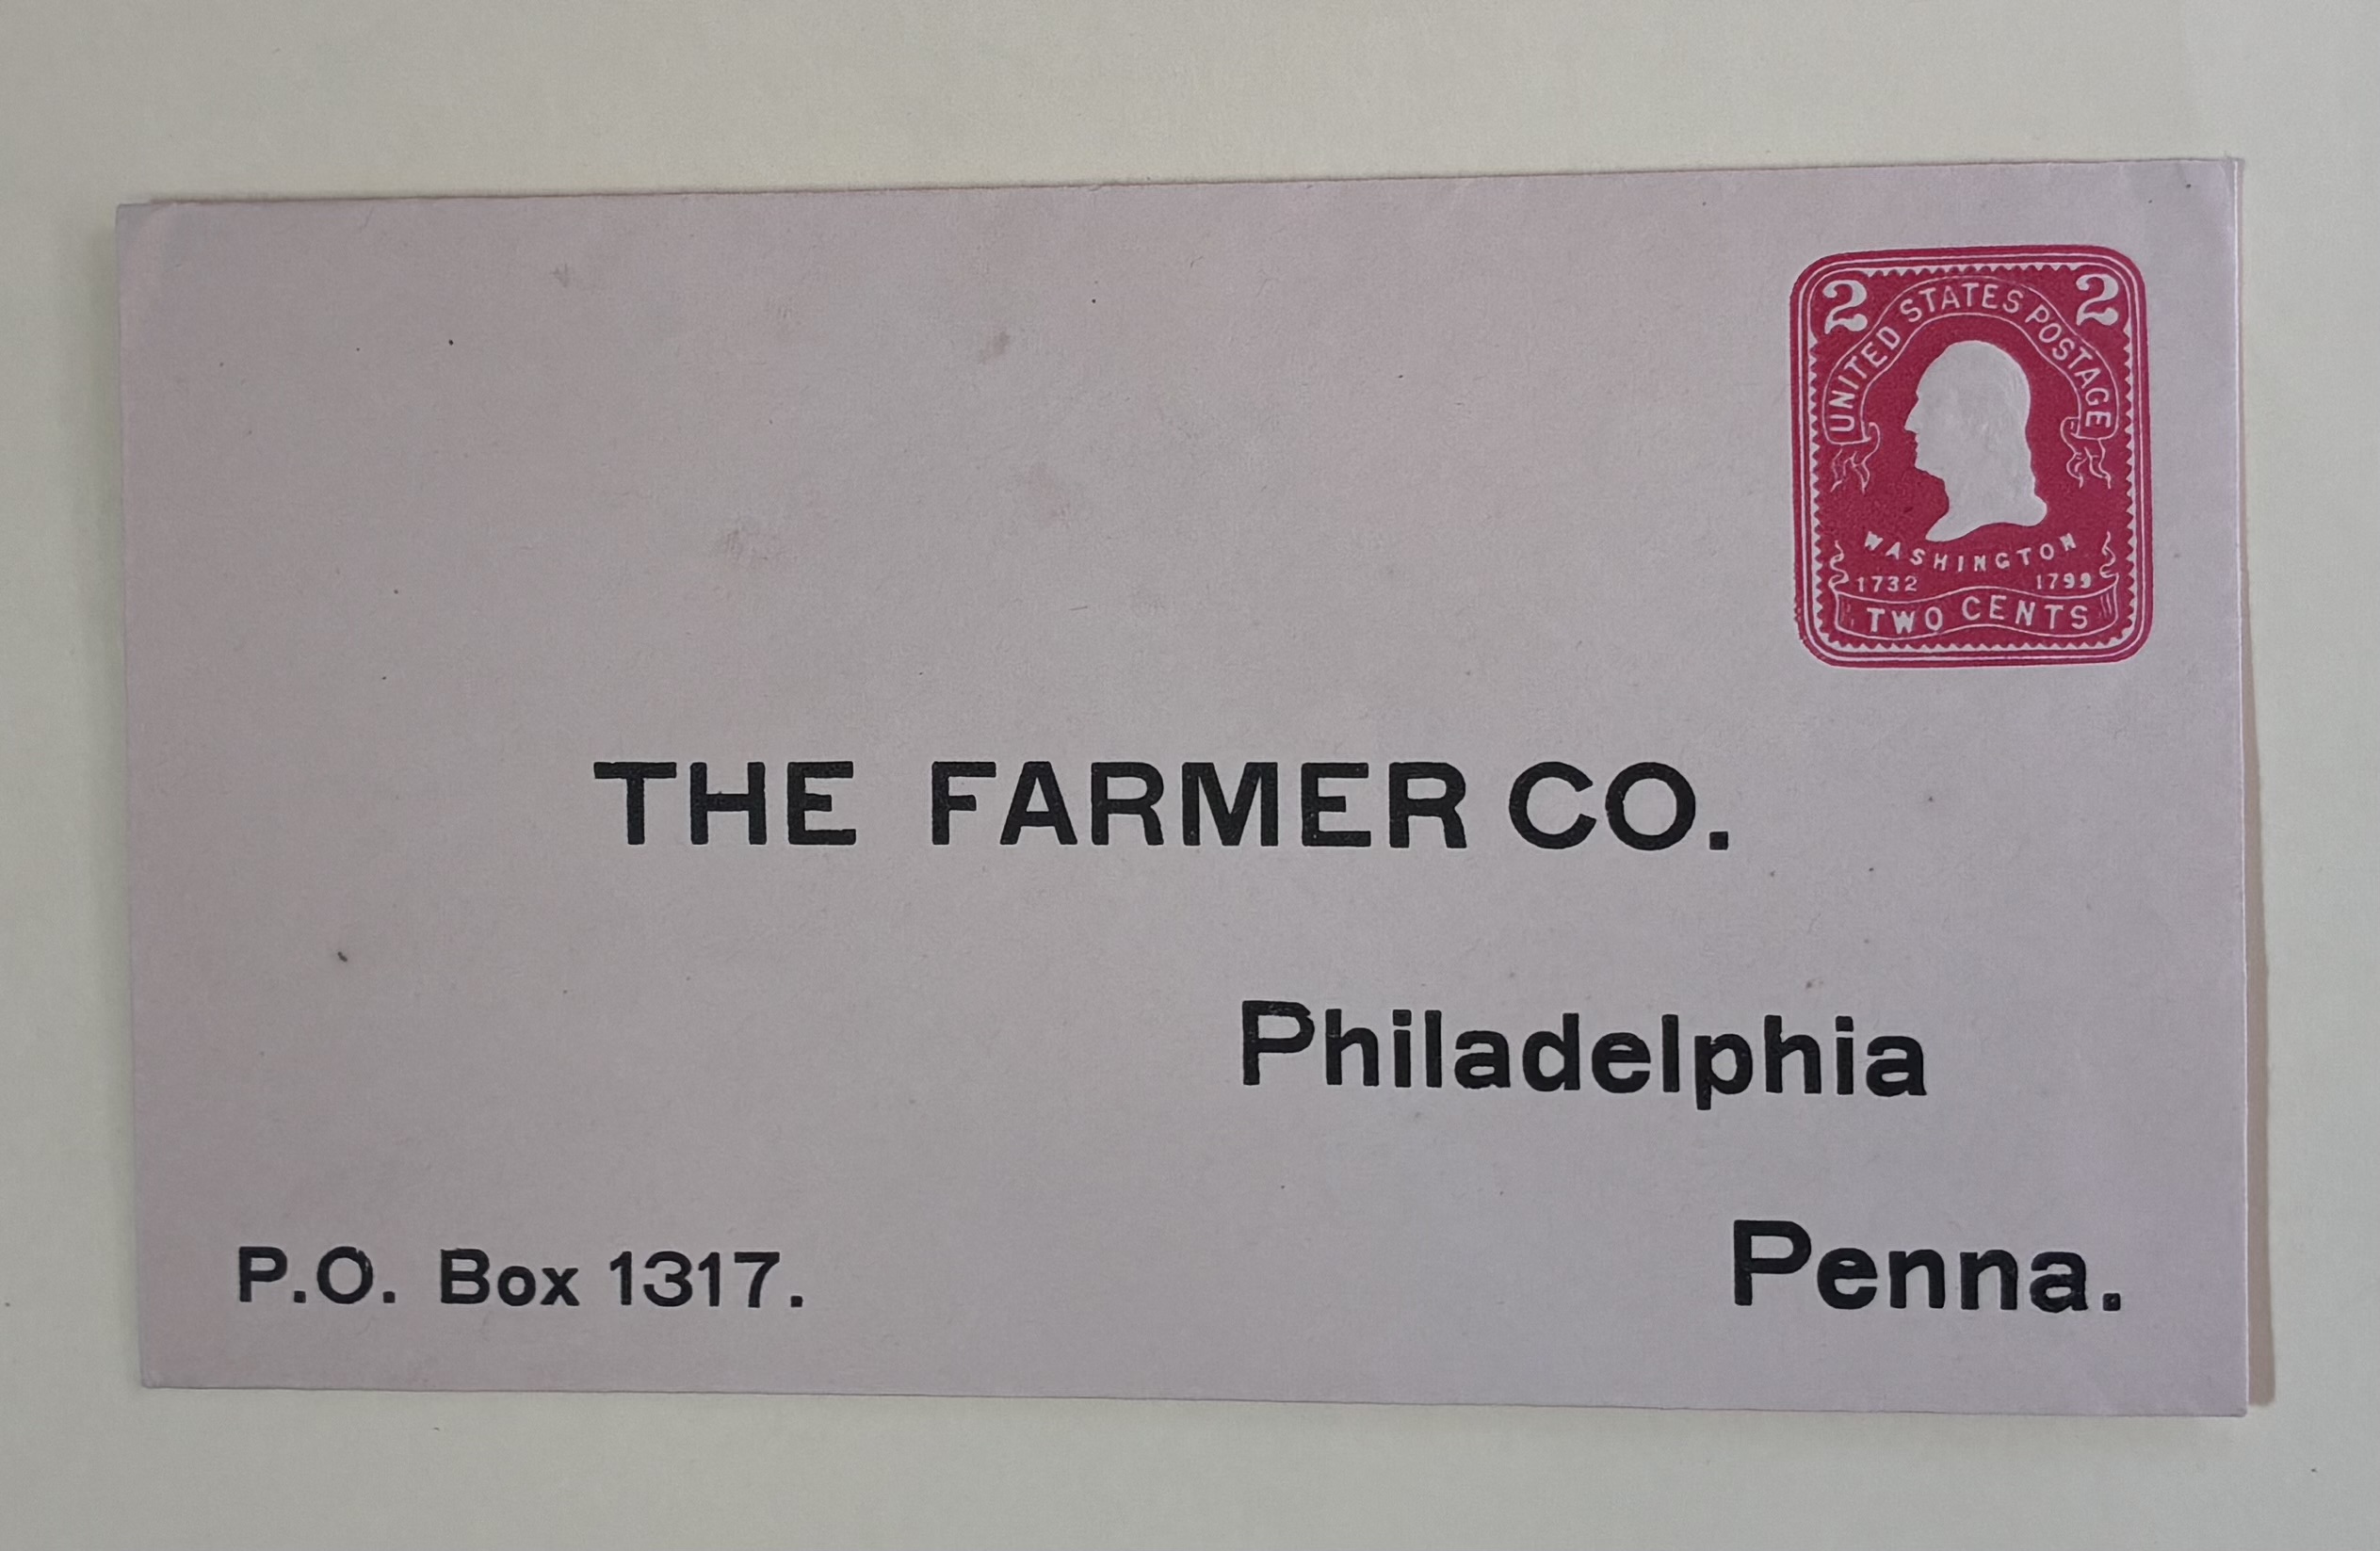 2 2
UNITED STATES POSTAGE
WASHINGTON
1732 1799
TWO CENTS
THE FARMER CO.
Philadelphia
Penna.
P.O. Box 1317.